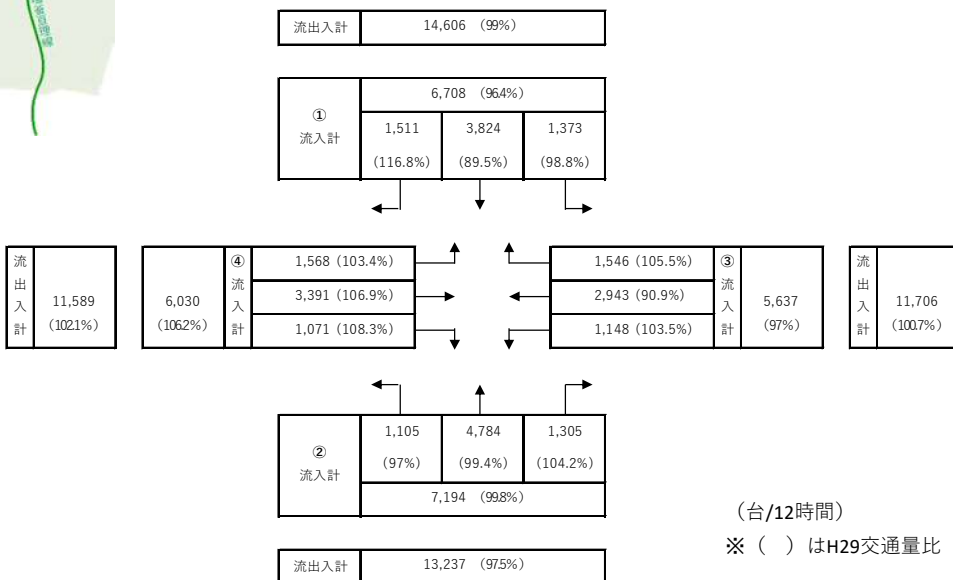 流出入計 14,606 (99%)
① 流入計
6,708 (96.4%)
1,511 3,824 1,373
(116.8%) (89.5%) (98.8%)
流出入計 11,589 (102.1%)
6,030 (106.2%)
④ 流入計
1,568 (103.4%)
3,391 (106.9%)
1,071 (108.3%)
1,546 (105.5%)
2,943 (90.9%)
1,148 (103.5%)
③ 流入計
5,637 (97%)
流出入計 11,706 (100.7%)
② 流入計
1,105 4,784 1,305
(97%) (99.4%) (104.2%)
7,194 (99.8%)
流出入計 13,237 (97.5%)
(台/12時間)
※( )はH29交通量比